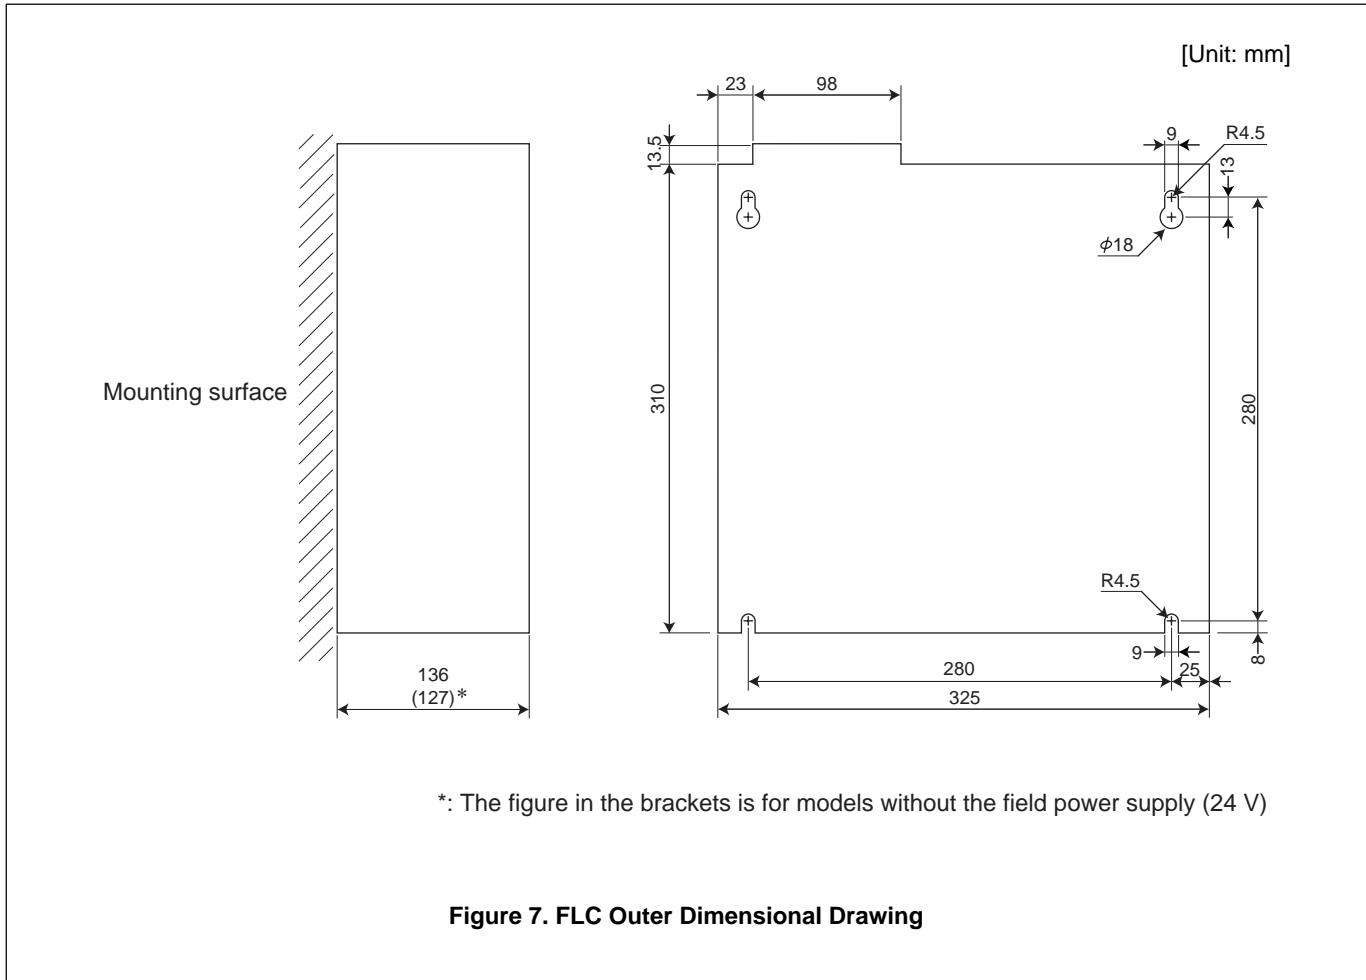 [Unit: mm]
23
98
9
R4.5
13.5
13
φ18
Mounting surface
310
280
R4.5
9
280
25
8
136
(127)*
325
*: The figure in the brackets is for models without the field power supply (24 V)
Figure 7. FLC Outer Dimensional Drawing